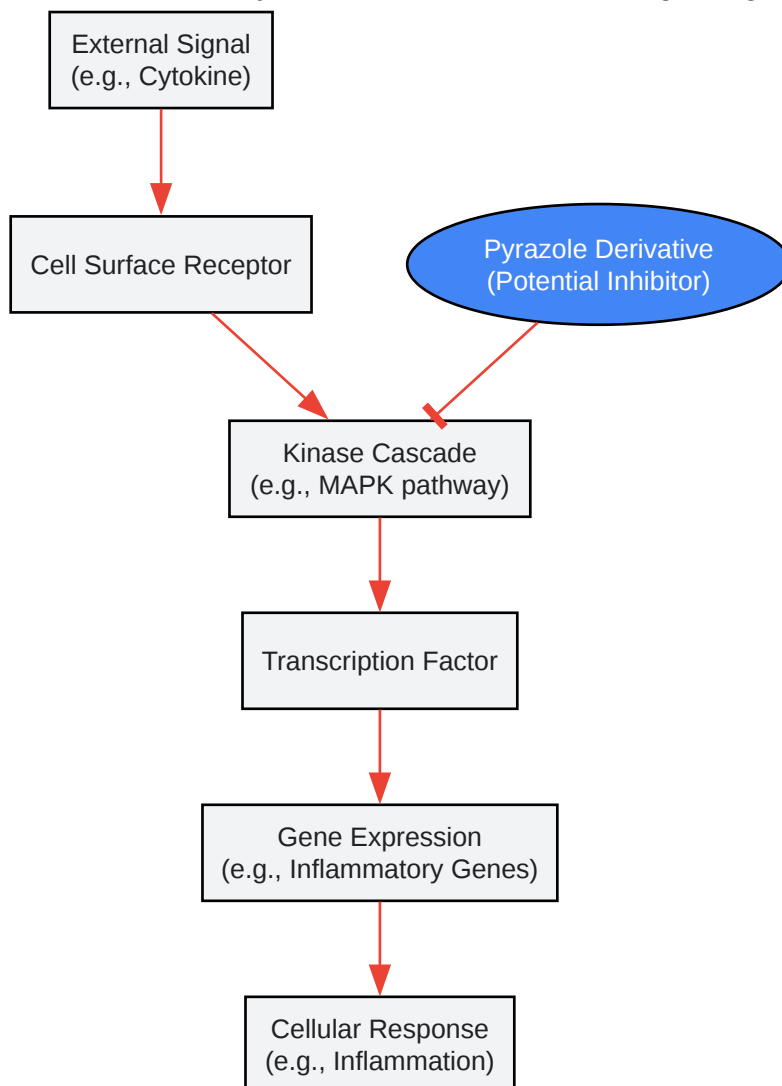 External Signal
(e.g., Cytokine)
Cell Surface Receptor
Pyrazole Derivative
(Potential Inhibitor)
Kinase Cascade
(e.g., MAPK pathway)
Transcription Factor
Gene Expression
(e.g., Inflammatory Genes)
Cellular Response
(e.g., Inflammation)